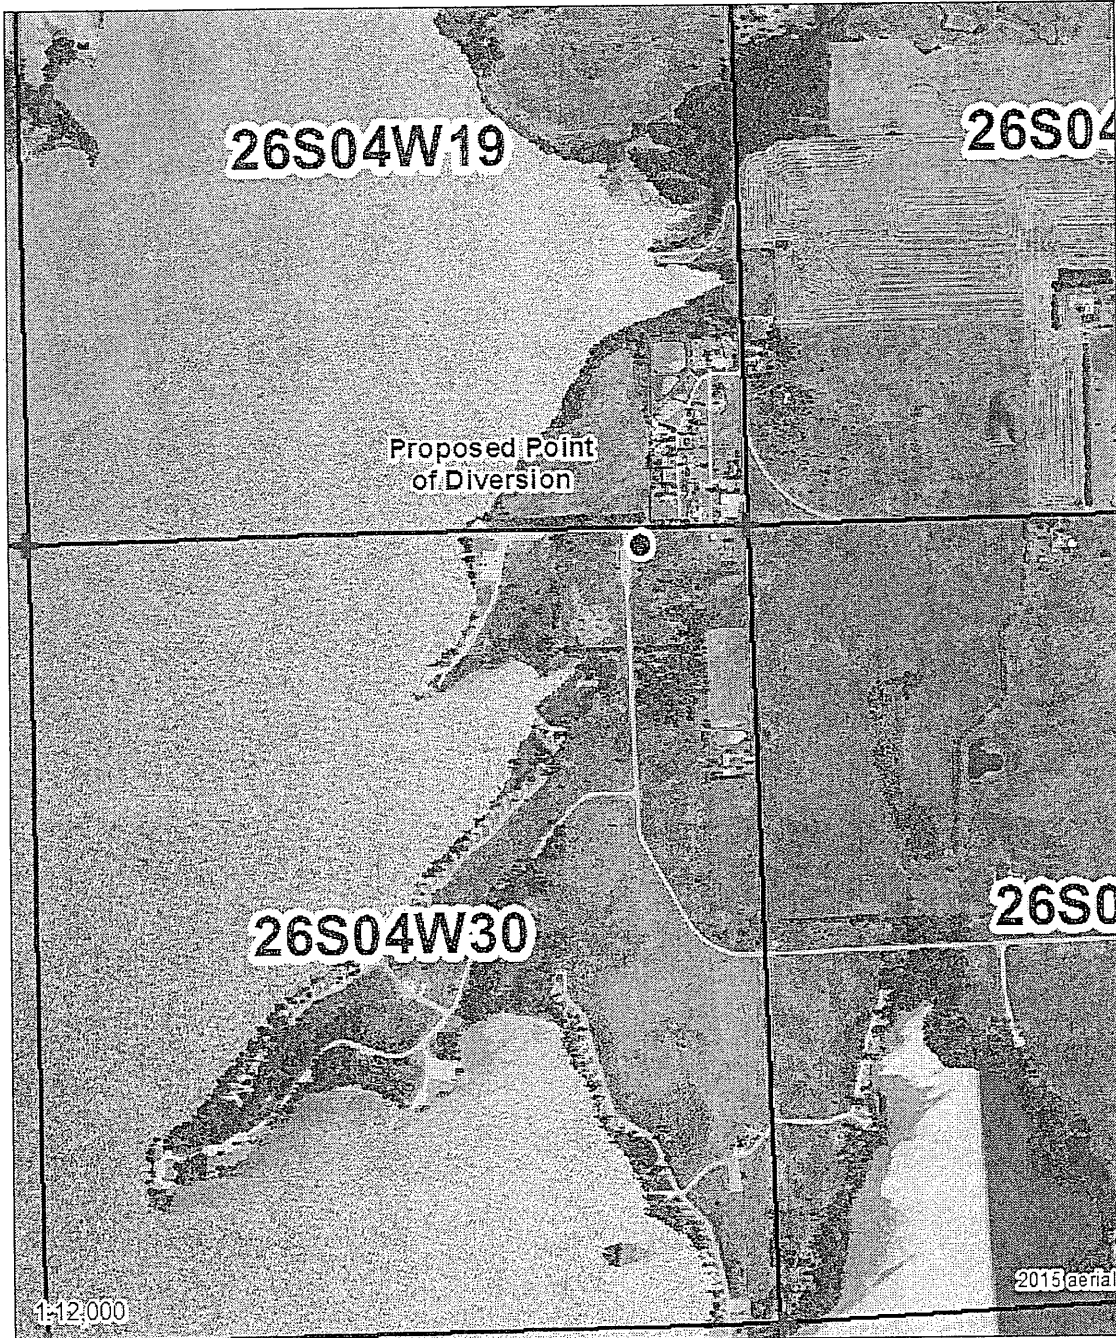 26S04W19
26S04
Proposed Point
of Diversion
26S04W30
26S0
1:12,000
2015 aerial